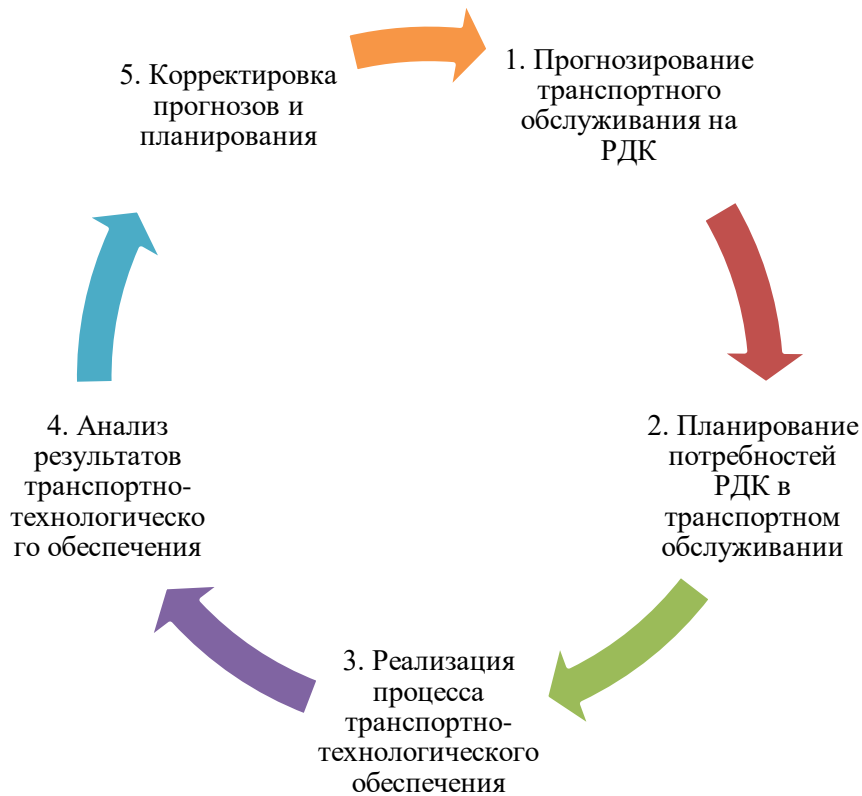 1. Прогнозирование
транспортного
обслуживания на
РДК
2. Планирование
потребностей
РДК в
транспортном
обслуживании
3. Реализация
процесса
транспортно-
технологического
обеспечения
4. Анализ
результатов
транспортно-
технологическо
го обеспечения
5. Корректировка
прогнозов и
планирования